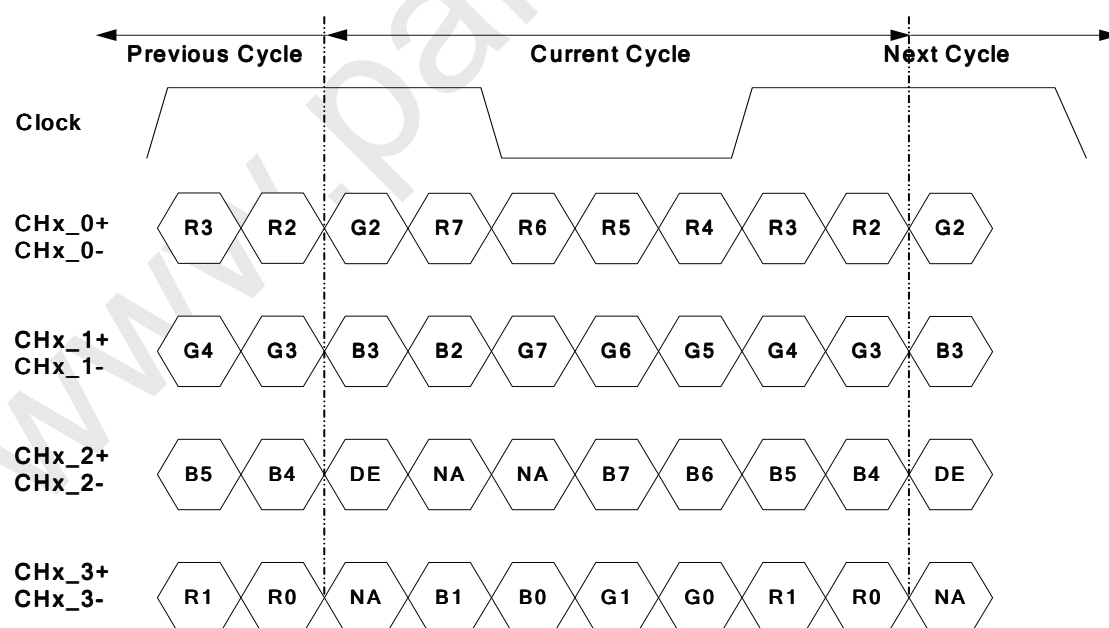 Previous Cycle Current Cycle Next Cycle
Clock
CHx_0+ R3 R2 G2 R7 R6 R5 R4 R3 R2 G2
CHx_0-
CHx_1+ G4 G3 B3 B2 G7 G6 G5 G4 G3 B3
CHx_1-
CHx_2+ B5 B4 DE NA NA B7 B6 B5 B4 DE
CHx_2-
CHx_3+ R1 R0 NA B1 B0 G1 G0 R1 R0 NA
CHx_3-
www.pa